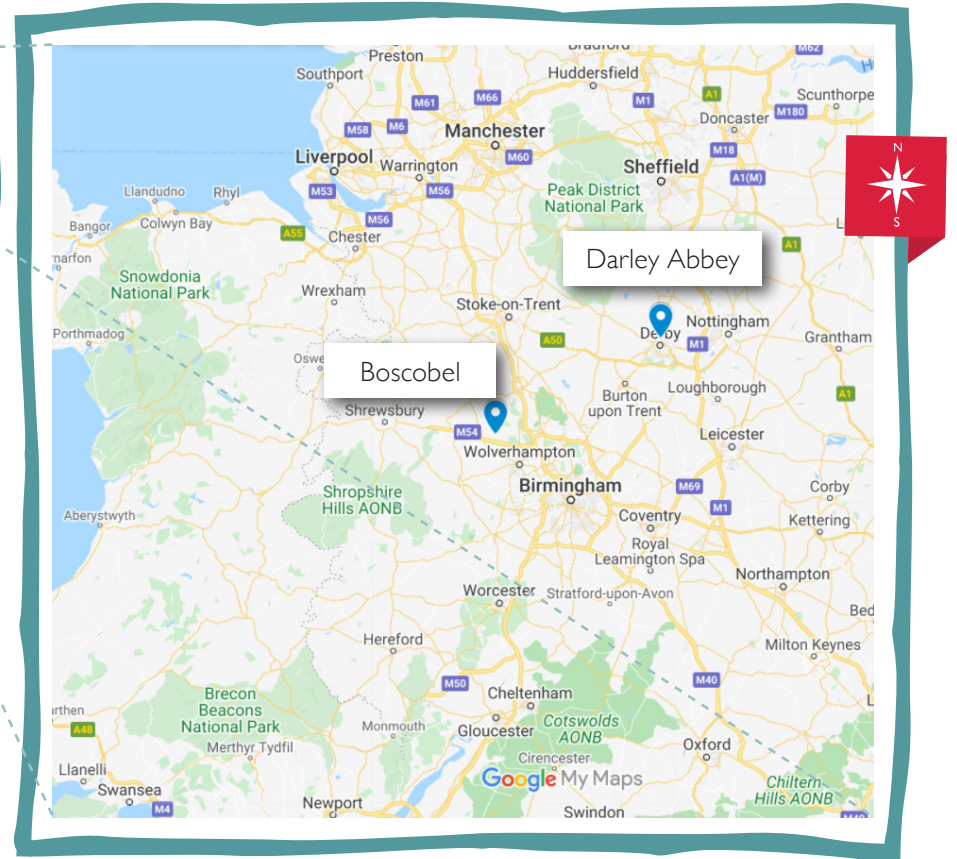 Preston
M62
Southport
Huddersfield
Scunthorpe
M61
M66
M1
A1
M180
Doncaster
M58
M6
Manchester
N
Liverpool
Warrington
M60
M18
Sheffield
M53
M56
A1(M)
Llandudno
Rhyl
Peak District
National Park
Bangor
Colwyn Bay
M56
S
A55
Chester
A1
Darley Abbey
Snowdonia
National Park
Wrexham
Stoke-on-Trent
Nottingham
Porthmadog
A50
M1
Grantham
Boscobel
Burton
upon Trent
Loughborough
A1
Shrewsbury
M54
Leicester
Wolverhampton
Birmingham
M69
Corby
Shropshire
Hills AONB
M1
Aberystwyth
Coventry
Kettering
Royal
Leamington Spa
Northampton
Worcester
Stratford-upon-Avon
Hereford
Milton Keynes
M50
M40
Brecon
Beacons
National Park
Cheltenham
A48
Monmouth
Gloucester
Cotswolds
AONB
Merthyr Tydfil
Oxford
Cirencester
Llanelli
Google My Maps
Swansea
Chiltern
Hills AONB
M4
Newport
Swindon